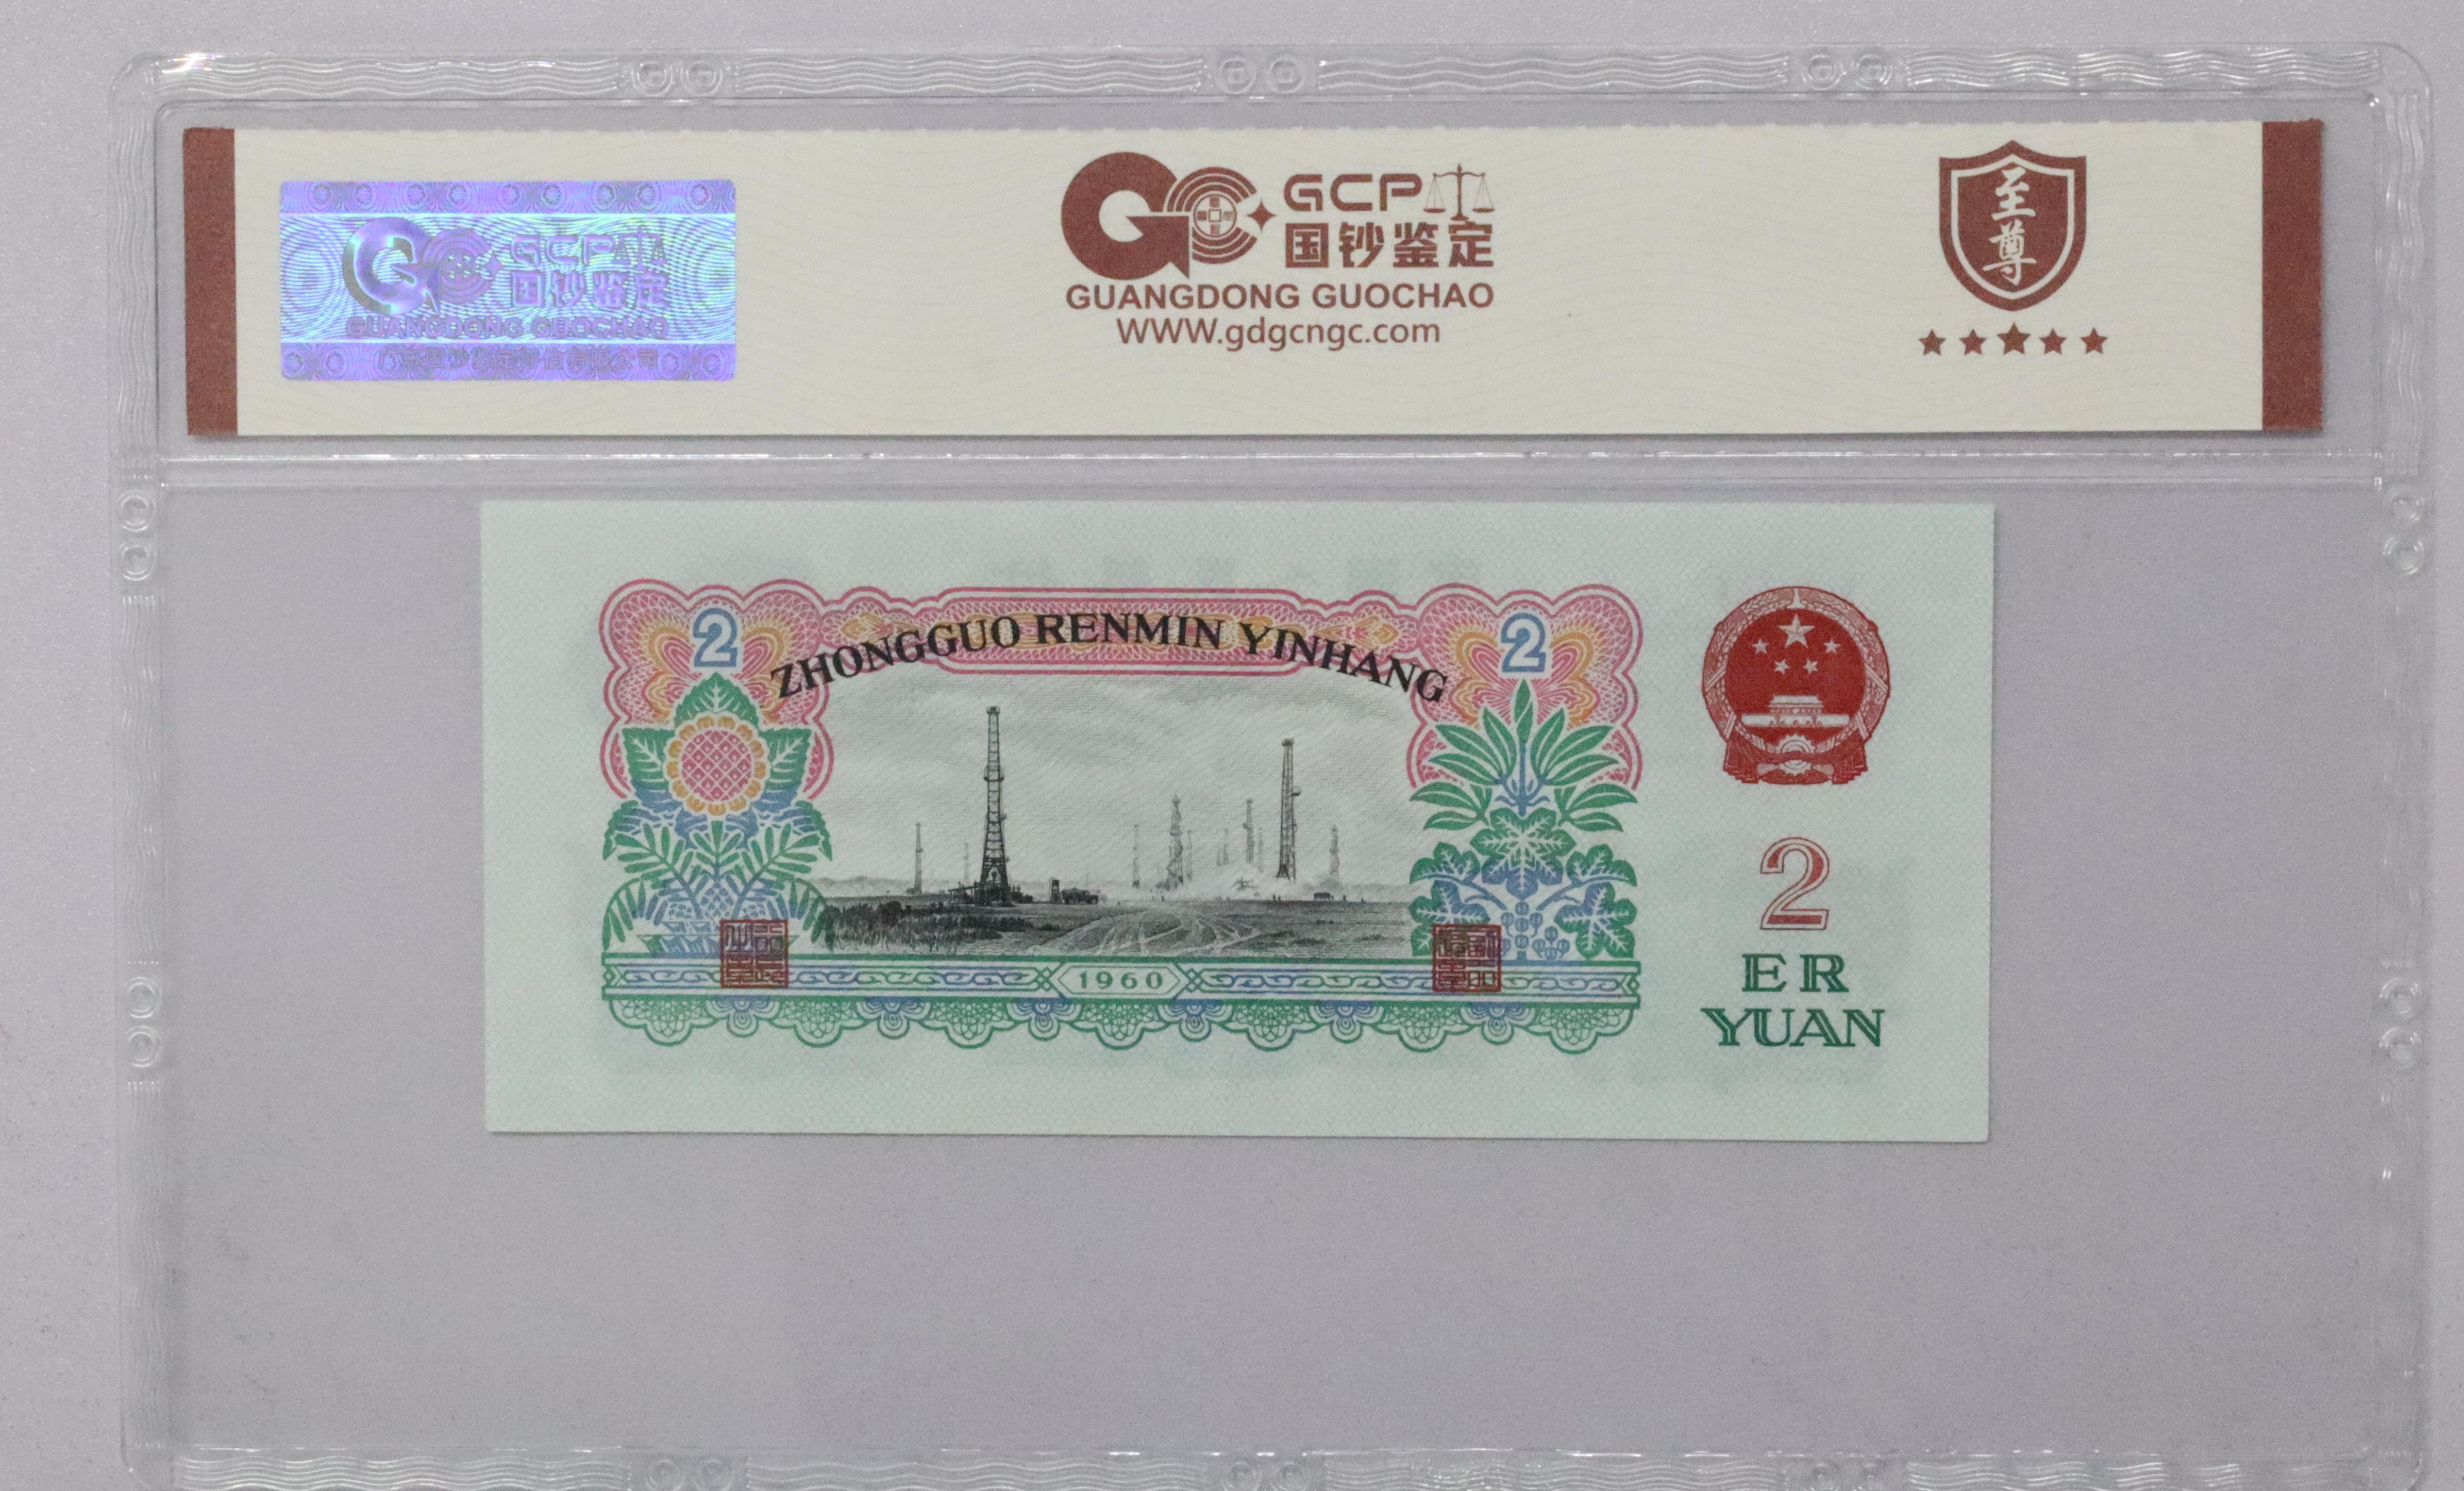 GCP
国钞鉴定
GUANGDONG GUOCHAO
GCP
国钞鉴定
GUANGDONG GUOCHAO
WWW.gdgcngc.com
至尊
2
ZHONGGUO RENMIN YINHANG
2
1960
2
ER
YUAN